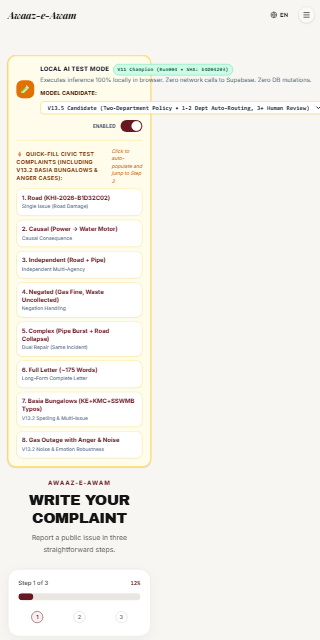 Awaaz-e-Awam
EN
LOCAL AI TEST MODE
Executes inference 100% locally in browser. Zero network calls to Supabase. Zero DB mutations.
MODEL CANDIDATE:
V13.5 Candidate (Two-Department Policy • 1-2 Dept Auto-Routing, 3+ Human Review)
ENABLED
QUICK-FILL CIVIC TEST
COMPLAINTS (INCLUDING
V13.2 BASIA BUNGALOWS &
ANGER CASES):
Click to
auto-
populate and
jump to Step
2
1. Road (KHI-2026-B1D32C02)
Single Issue (Road Damage)
2. Causal (Power → Water Motor)
Causal Consequence
3. Independent (Road + Pipe)
Independent Multi-Agency
4. Negated (Gas Fine, Waste
Uncollected)
Negation Handling
5. Complex (Pipe Burst + Road
Collapse)
Dual Repair (Same Incident)
6. Full Letter (~175 Words)
Long-Form Complete Letter
7. Basia Bungalows (KE+KMC+SSWMB
Typos)
V13.2 Spelling & Multi-Issue
8. Gas Outage with Anger & Noise
V13.2 Noise & Emotion Robustness
AWAAZ-E-AWAM
WRITE YOUR
COMPLAINT
Report a public issue in three
straightforward steps.
Step 1 of 3
12%
1
2
3